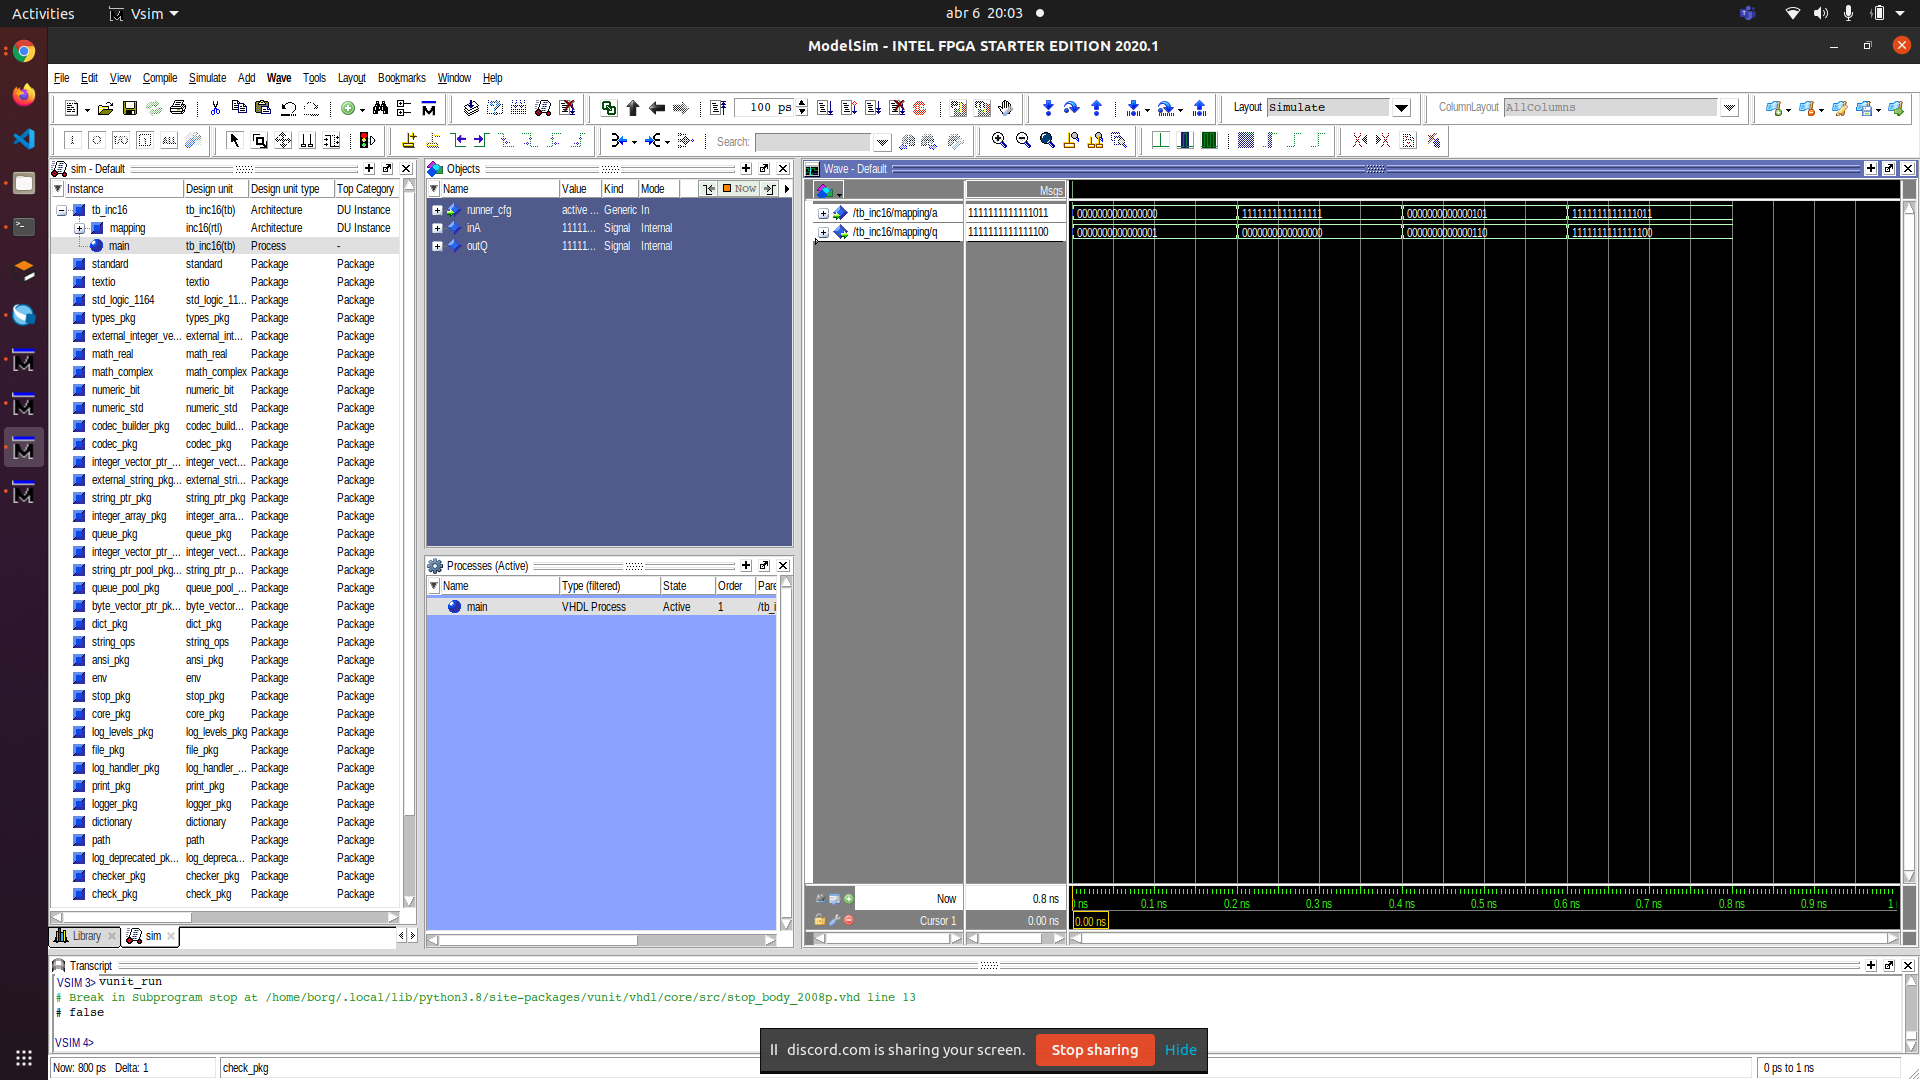 Activities Vsim abr 6 20:03
ModelSim - INTEL FPGA STARTER EDITION 2020.1
File Edit View Compile Simulate Add Wave Tools Layout Bookmarks Window Help
100 ps Layout Simulate ColumnLayout AllColumns
Search:
sim - Default
Instance Design unit Design unit type Top Category
tb_inc16 tb_inc16(tb) Architecture DU Instance
mapping inc16(rtl) Architecture DU Instance
main tb_inc16(tb) Process -
standard standard Package Package
textio textio Package Package
std_logic_1164 std_logic_11... Package Package
types_pkg types_pkg Package Package
external_integer_ve... external_int... Package Package
math_real math_real Package Package
math_complex math_complex Package Package
numeric_bit numeric_bit Package Package
numeric_std numeric_std Package Package
codec_builder_pkg codec_build... Package Package
codec_pkg codec_pkg Package Package
integer_vector_ptr_... integer_vect... Package Package
external_string_pkg... external_stri... Package Package
string_ptr_pkg string_ptr_pkg Package Package
integer_array_pkg integer_arra... Package Package
queue_pkg queue_pkg Package Package
integer_vector_ptr_... integer_vect... Package Package
string_ptr_pool_pkg... string_ptr_p... Package Package
queue_pool_pkg queue_pool_... Package Package
byte_vector_ptr_pk... byte_vector... Package Package
dict_pkg dict_pkg Package Package
string_ops string_ops Package Package
ansi_pkg ansi_pkg Package Package
env env Package Package
stop_pkg stop_pkg Package Package
core_pkg core_pkg Package Package
log_levels_pkg log_levels_pkg Package Package
file_pkg file_pkg Package Package
log_handler_pkg log_handler_... Package Package
print_pkg print_pkg Package Package
logger_pkg logger_pkg Package Package
dictionary dictionary Package Package
path path Package Package
log_deprecated_pk... log_depreca... Package Package
checker_pkg checker_pkg Package Package
check_pkg check_pkg Package Package
Library sim
Objects
Name Value Kind Mode Now
runner_cfg active ... Generic In
inA 11111... Signal Internal
outQ 11111... Signal Internal
Processes (Active)
Name Type (filtered) State Order Pare
main VHDL Process Active 1 /tb_i
Wave - Default
Msgs
/tb_inc16/mapping/a 1111111111111011 0000000000000000 1111111111111111 0000000000000101 1111111111111011
/tb_inc16/mapping/q 1111111111111100 0000000000000001 0000000000000000 0000000000000110 1111111111111100
Now 0.8 ns ns 0.1 ns 0.2 ns 0.3 ns 0.4 ns 0.5 ns 0.6 ns 0.7 ns 0.8 ns 0.9 ns 1
Cursor 1 0.00 ns 0.00 ns
Transcript
VSIM 3> vunit_run
# Break in Subprogram stop at /home/borg/.local/lib/python3.8/site-packages/vunit/vhdl/core/src/stop_body_2008p.vhd line 13
# false
VSIM 4>
discord.com is sharing your screen. Stop sharing Hide
Now: 800 ps Delta: 1 check_pkg 0 ps to 1 ns